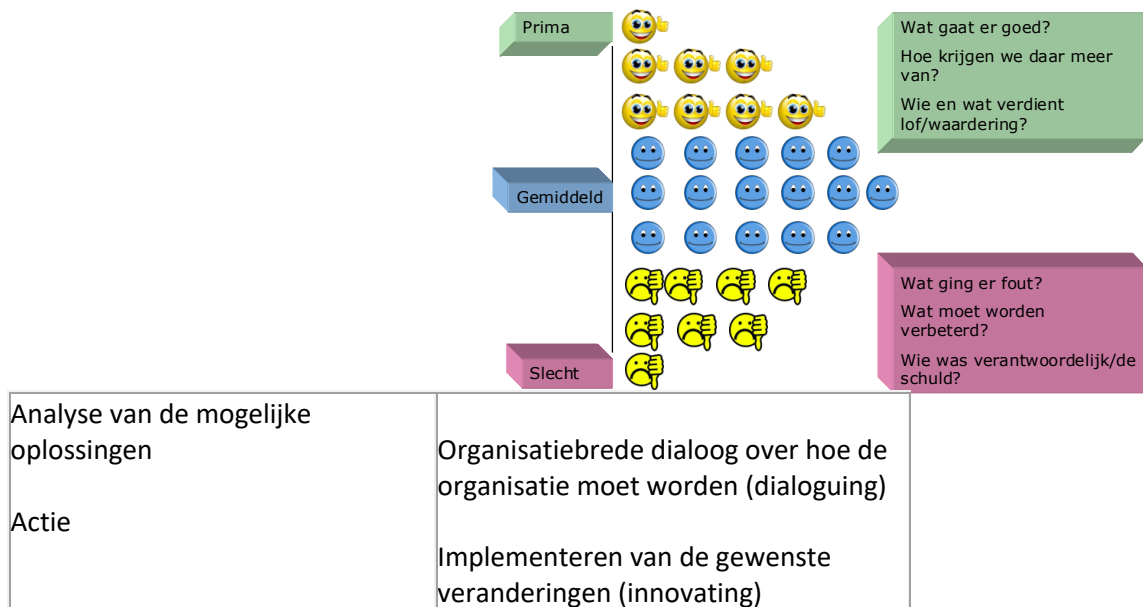 Prima
Wat gaat er goed?
Hoe krijgen we daar meer
van?
Wie en wat verdient
lof/waardering?
Gemiddeld
Wat ging er fout?
Wat moet worden
verbeterd?
Wie was verantwoordelijk/de
schuld?
Slecht
Analyse van de mogelijke
oplossingen
Actie
Organisatiebrede dialoog over hoe de
organisatie moet worden (dialoguing)
Implementeren van de gewenste
veranderingen (innovating)